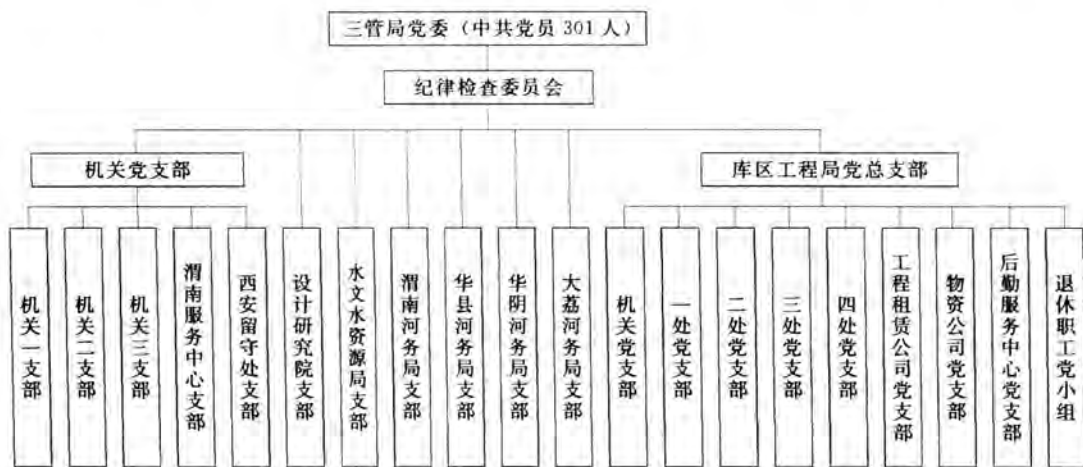 三管局党委（中共党员301人）
纪律检查委员会
机关党支部
库区工程局党总支部
机关一支部
机关二支部
机关三支部
渭南服务中心支部
西安留守处支部
设计研究院支部
水文水资源局支部
渭南河务局支部
华县河务局支部
华阴河务局支部
大荔河务局支部
机关党支部
一处党支部
二处党支部
三处党支部
四处党支部
工程租赁公司党支部
物资公司党支部
后勤服务中心党支部
退休职工党小组